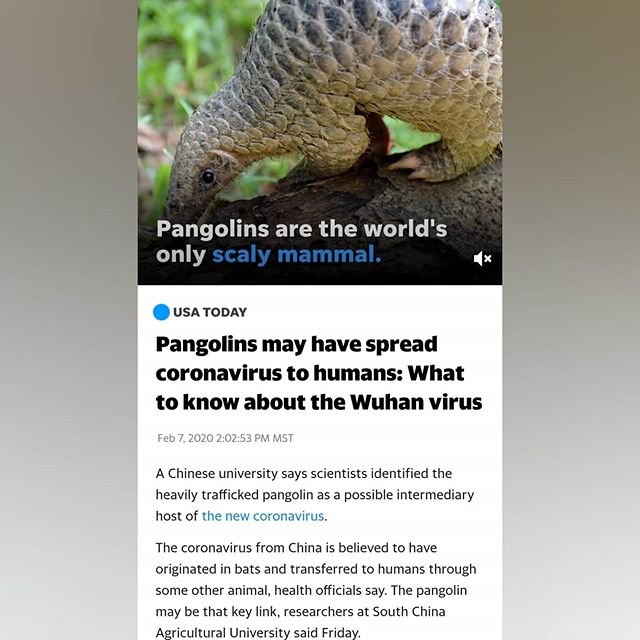 Pangolins are the world's
only scaly mammal.
USA TODAY
Pangolins may have spread
coronavirus to humans: What
to know about the Wuhan virus
Feb 7, 2020 2:02:53 PM MST
A Chinese university says scientists identified the
heavily trafficked pangolin as a possible intermediary
host of the new coronavirus.
The coronavirus from China is believed to have
originated in bats and transferred to humans through
some other animal, health officials say. The pangolin
may be that key link, researchers at South China
Agricultural University said Friday.